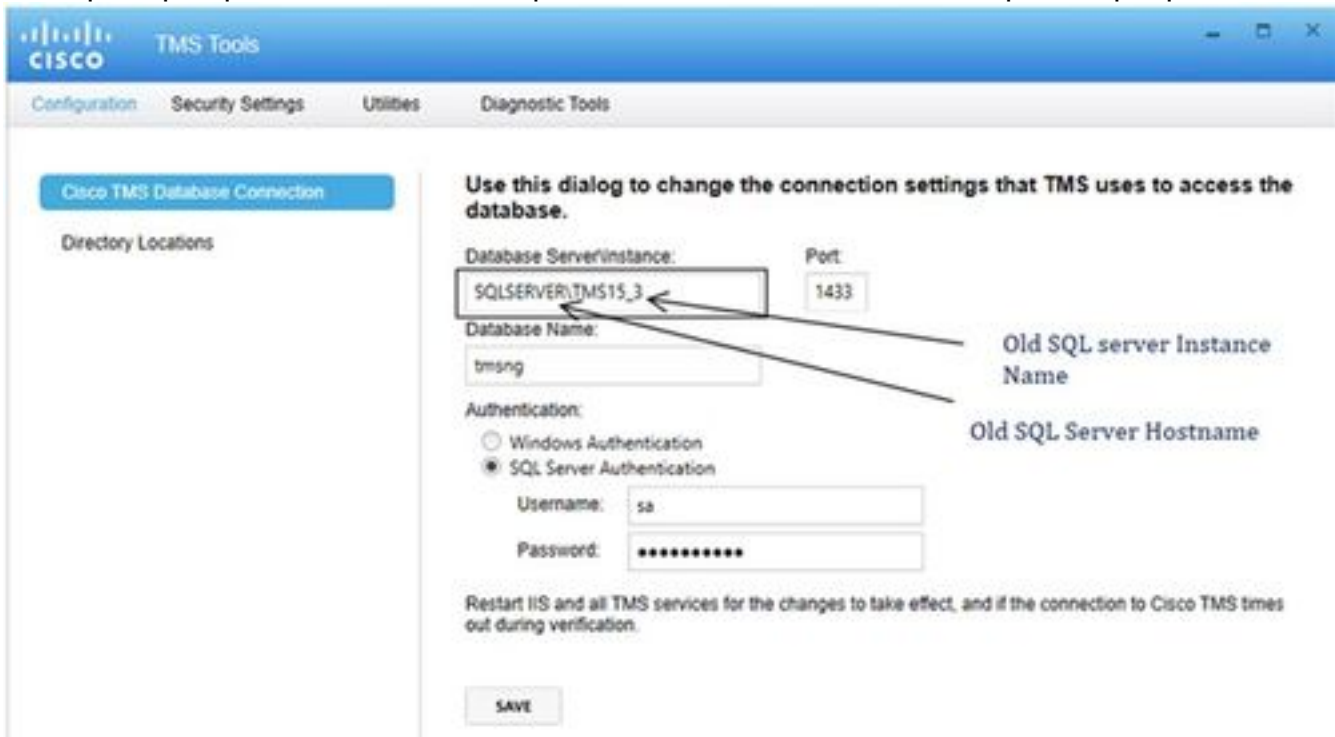 CISCO TMS Tools
Configuration Security Settings Utilities Diagnostic Tools
Cisco TMS Database Connection
Directory Locations
Use this dialog to change the connection settings that TMS uses to access the
database.
Database Server\Instance: Port:
SQLSERVER\TMS15_3 1433
Old SQL server Instance
Name
Database Name:
tmsng
Old SQL Server Hostname
Authentication:
Windows Authentication
SQL Server Authentication
Username: sa
Password: ●●●●●●●●●●
Restart IIS and all TMS services for the changes to take effect, and if the connection to Cisco TMS times
out during verification.
SAVE